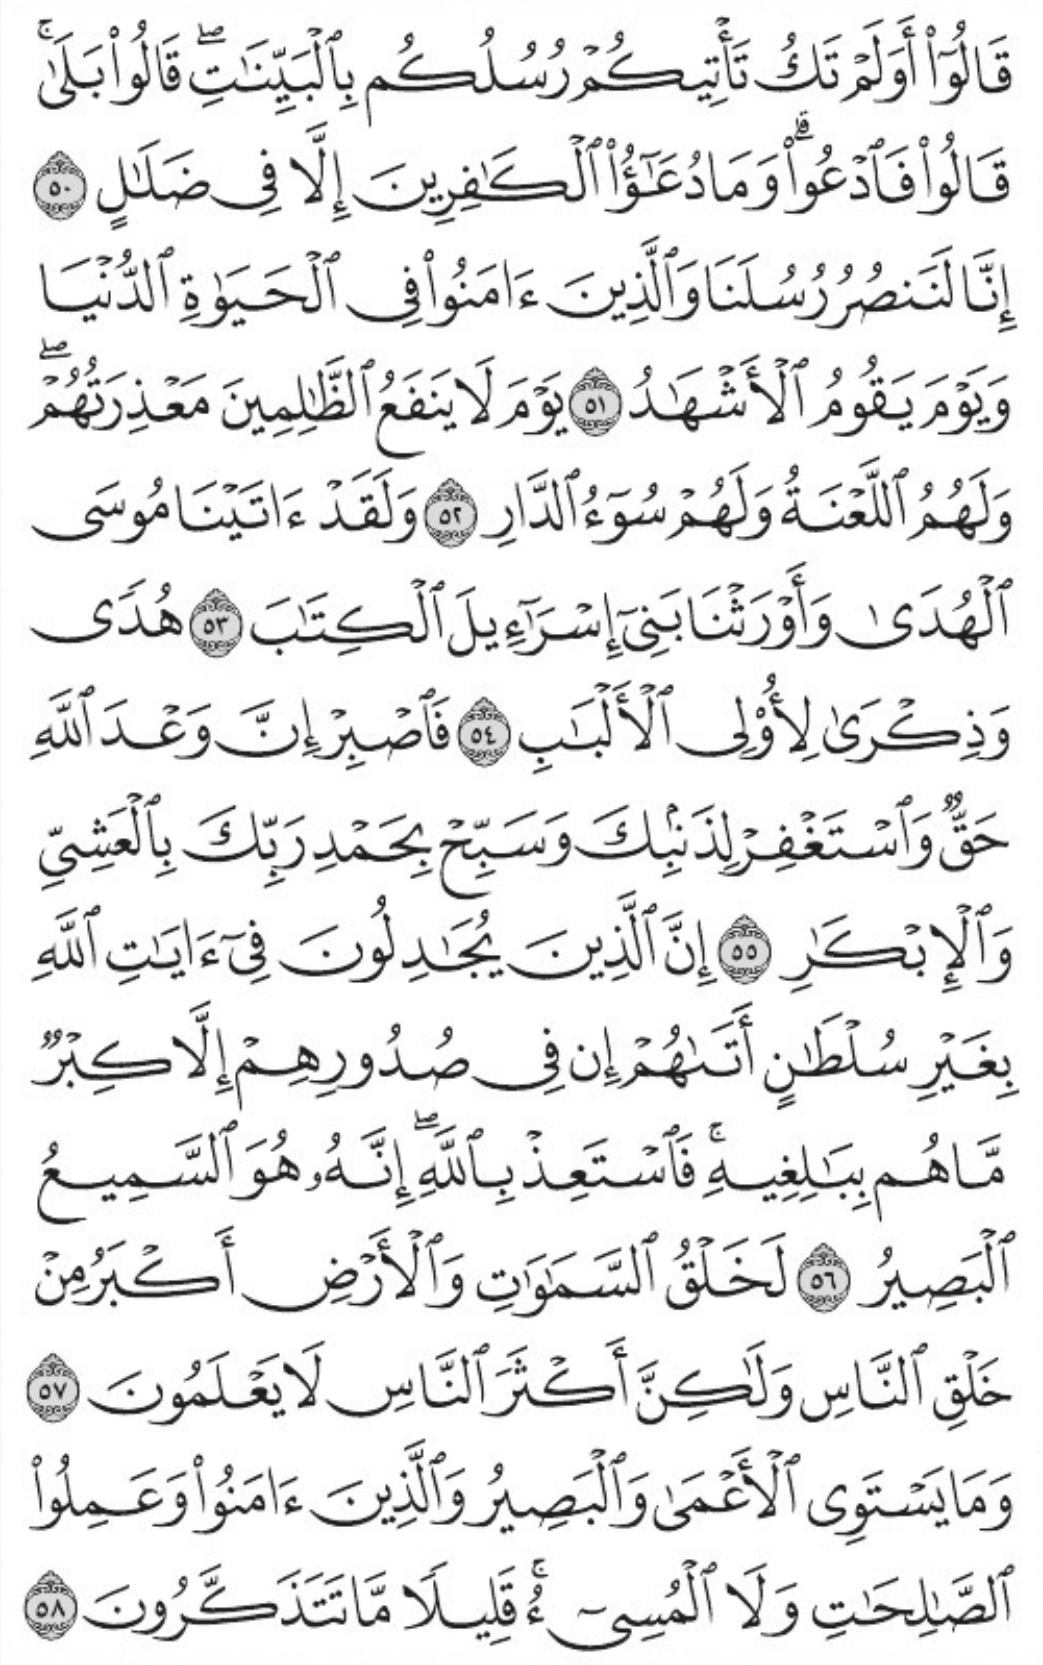 قَالُوٓا۟ أَوَلَمْ تَكُ تَأْتِيكُمْ رُسُلُكُم بِٱلْبَيِّنَـٰتِ ۖ قَالُوا۟ بَلَىٰ ۚ
قَالُوا۟ فَٱدْعُوا۟ ۗ وَمَا دُعَـٰٓؤُا۟ ٱلْكَـٰفِرِينَ إِلَّا فِى ضَلَـٰلٍ ٥٠
إِنَّا لَنَنصُرُ رُسُلَنَا وَٱلَّذِينَ ءَامَنُوا۟ فِى ٱلْحَيَوٰةِ ٱلدُّنْيَا
وَيَوْمَ يَقُومُ ٱلْأَشْهَـٰدُ ٥١ يَوْمَ لَا يَنفَعُ ٱلظَّـٰلِمِينَ مَعْذِرَتُهُمْ ۖ
وَلَهُمُ ٱللَّعْنَةُ وَلَهُمْ سُوٓءُ ٱلدَّارِ ٥٢ وَلَقَدْ ءَاتَيْنَا مُوسَى
ٱلْهُدَىٰ وَأَوْرَثْنَا بَنِىٓ إِسْرَٰٓءِيلَ ٱلْكِتَـٰبَ ٥٣ هُدًى
وَذِكْرَىٰ لِأُو۟لِى ٱلْأَلْبَـٰبِ ٥٤ فَٱصْبِرْ إِنَّ وَعْدَ ٱللَّهِ
حَقٌّ وَٱسْتَغْفِرْ لِذَنۢبِكَ وَسَبِّحْ بِحَمْدِ رَبِّكَ بِٱلْعَشِىِّ
وَٱلْإِبْكَـٰرِ ٥٥ إِنَّ ٱلَّذِينَ يُجَـٰدِلُونَ فِىٓ ءَايَـٰتِ ٱللَّهِ
بِغَيْرِ سُلْطَـٰنٍ أَتَىٰهُمْ إِن فِى صُدُورِهِمْ إِلَّا كِبْرٌ
مَّا هُم بِبَـٰلِغِيهِ ۚ فَٱسْتَعِذْ بِٱللَّهِ ۖ إِنَّهُۥ هُوَ ٱلسَّمِيعُ
ٱلْبَصِيرُ ٥٦ لَخَلْقُ ٱلسَّمَـٰوَٰتِ وَٱلْأَرْضِ أَكْبَرُ مِنْ
خَلْقِ ٱلنَّاسِ وَلَـٰكِنَّ أَكْثَرَ ٱلنَّاسِ لَا يَعْلَمُونَ ٥٧
وَمَا يَسْتَوِى ٱلْأَعْمَىٰ وَٱلْبَصِيرُ وَٱلَّذِينَ ءَامَنُوا۟ وَعَمِلُوا۟
ٱلصَّـٰلِحَـٰتِ وَلَا ٱلْمُسِىٓءُ ۚ قَلِيلًا مَّا تَتَذَكَّرُونَ ٥٨